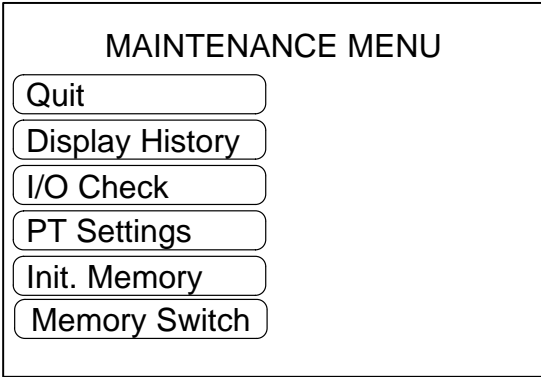 MAINTENANCE MENU
Quit
Display History
I/O Check
PT Settings
Init. Memory
Memory Switch